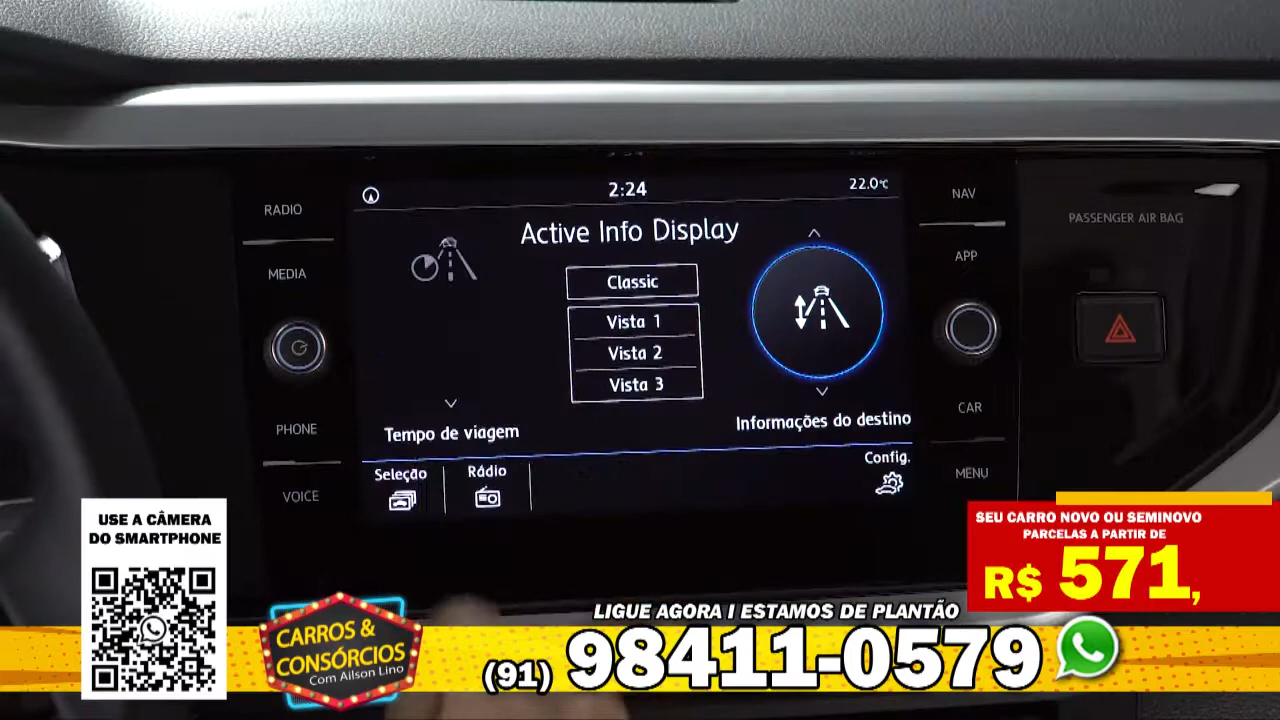 2:24
22.0°C
RADIO
MEDIA
PHONE
VOICE
Active Info Display
Classic
Vista 1
Vista 2
Vista 3
Tempo de viagem
Informações do destino
Seleção
Rádio
Config.
NAV
APP
CAR
MENU
PASSENGER AIR BAG
USE A CÂMERA
DO SMARTPHONE
SEU CARRO NOVO OU SEMINOVO
PARCELAS A PARTIR DE
R$ 571,
CARROS &
CONSÓRCIOS
Com Ailson Lino
LIGUE AGORA I ESTAMOS DE PLANTÃO
(91) 98411-0579